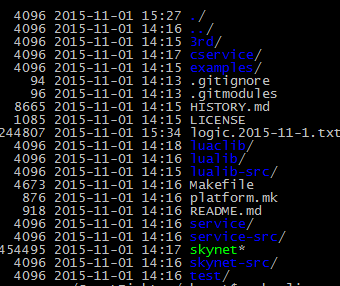 4096 2015-11-01 15:27 ./
4096 2015-11-01 14:16 ../
4096 2015-11-01 14:15 3rd/
4096 2015-11-01 14:17 cservice/
4096 2015-11-01 14:15 examples/
94 2015-11-01 14:13 .gitignore
96 2015-11-01 14:13 .gitmodules
8665 2015-11-01 14:15 HISTORY.md
1085 2015-11-01 14:15 LICENSE
244807 2015-11-01 15:34 logic.2015-11-1.txt
4096 2015-11-01 14:18 luaclib/
4096 2015-11-01 14:16 lualib/
4096 2015-11-01 14:15 lualib-src/
4673 2015-11-01 14:16 Makefile
876 2015-11-01 14:16 platform.mk
918 2015-11-01 14:16 README.md
4096 2015-11-01 14:16 service/
4096 2015-11-01 14:16 service-src/
454495 2015-11-01 14:17 skynet*
4096 2015-11-01 14:16 skynet-src/
4096 2015-11-01 14:16 test/